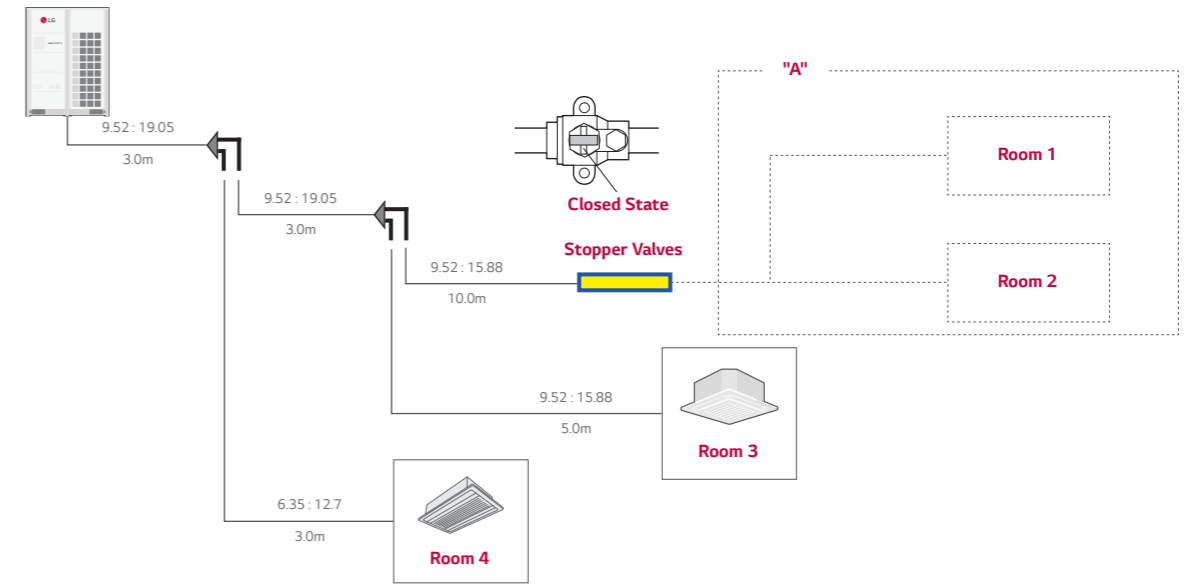 LG
"A"
9.52 : 19.05
3.0m
Room 1
9.52 : 19.05
3.0m
Closed State
Stopper Valves
9.52 : 15.88
10.0m
Room 2
9.52 : 15.88
5.0m
Room 3
6.35 : 12.7
3.0m
Room 4